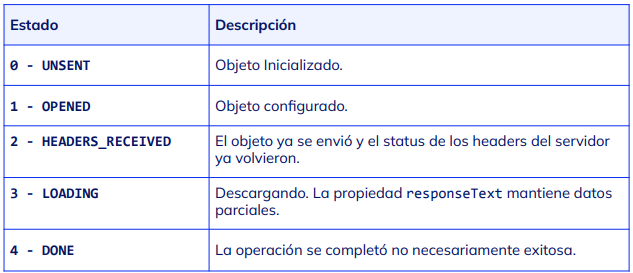 Estado Descripción
0 - UNSENT Objeto Inicializado.
1 - OPENED Objeto configurado.
2 - HEADERS_RECEIVED El objeto ya se envió y el status de los headers del servidor
ya volvieron.
3 - LOADING Descargando. La propiedad responseText mantiene datos
parciales.
4 - DONE La operación se completó no necesariamente exitosa.